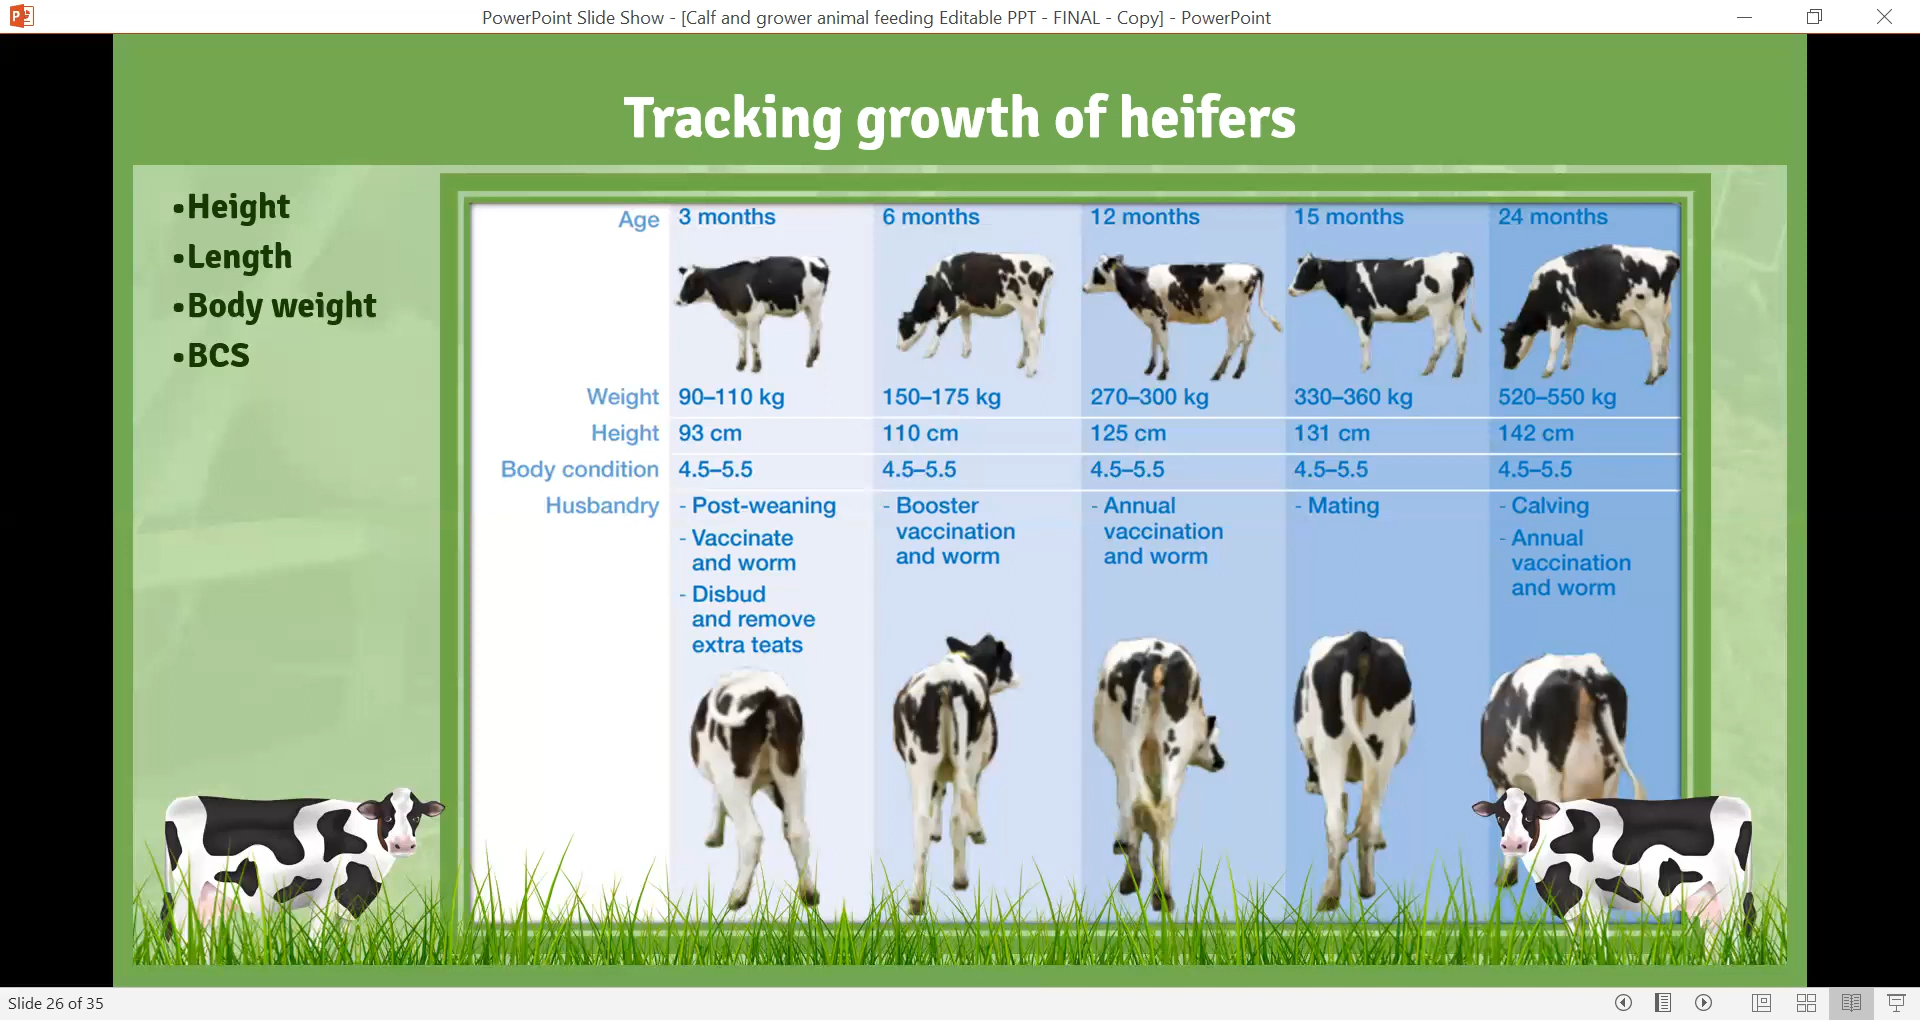 PowerPoint Slide Show - [Calf and grower animal feeding Editable PPT - FINAL - Copy] - PowerPoint
Tracking growth of heifers
•Height
•Length
•Body weight
•BCS
Age 3 months 6 months 12 months 15 months 24 months
Weight 90–110 kg 150–175 kg 270–300 kg 330–360 kg 520–550 kg
Height 93 cm 110 cm 125 cm 131 cm 142 cm
Body condition 4.5–5.5 4.5–5.5 4.5–5.5 4.5–5.5 4.5–5.5
Husbandry
- Post-weaning
- Vaccinate
and worm
- Disbud
and remove
extra teats
- Booster
vaccination
and worm
- Annual
vaccination
and worm
- Mating
- Calving
- Annual
vaccination
and worm
Slide 26 of 35